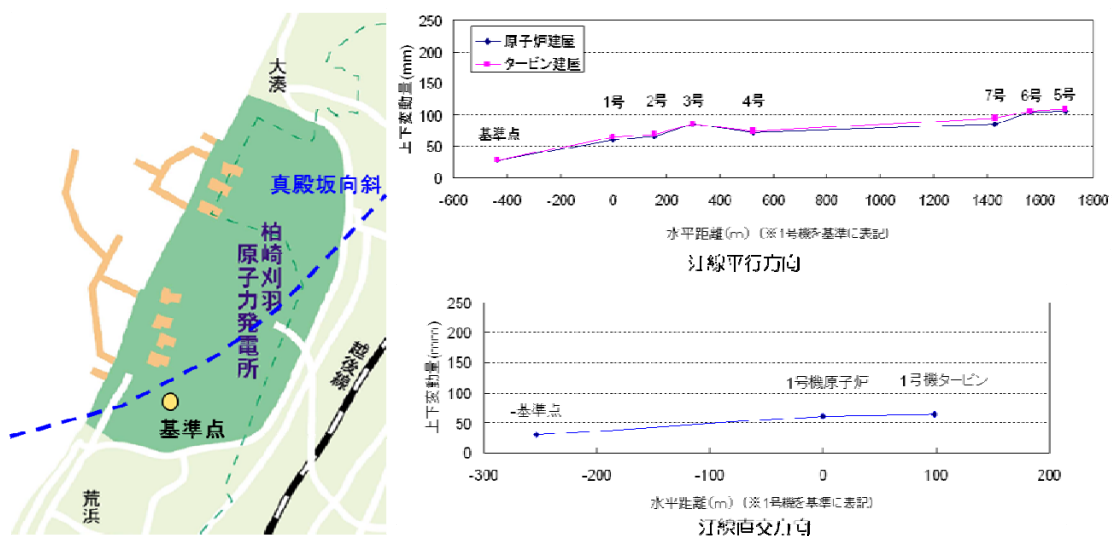 大湊
真殿坂向斜
柏崎刈羽
原子力発電所
越後線
基準点
荒浜
上下変動量(mm)
250
200
150
100
50
0
原子炉建屋
タービン建屋
基準点
1号
2号
3号
4号
7号
6号
5号
-600
-400
-200
0
200
400
600
800
1000
1200
1400
1600
1800
水平距離(m) (※1号機を基準に表記)
汀線平行方向
上下変動量(mm)
250
200
150
100
50
0
-基準点
1号機原子炉
1号機タービン
-300
-200
-100
0
100
200
水平距離(m) (※1号機を基準に表記)
汀線直交方向